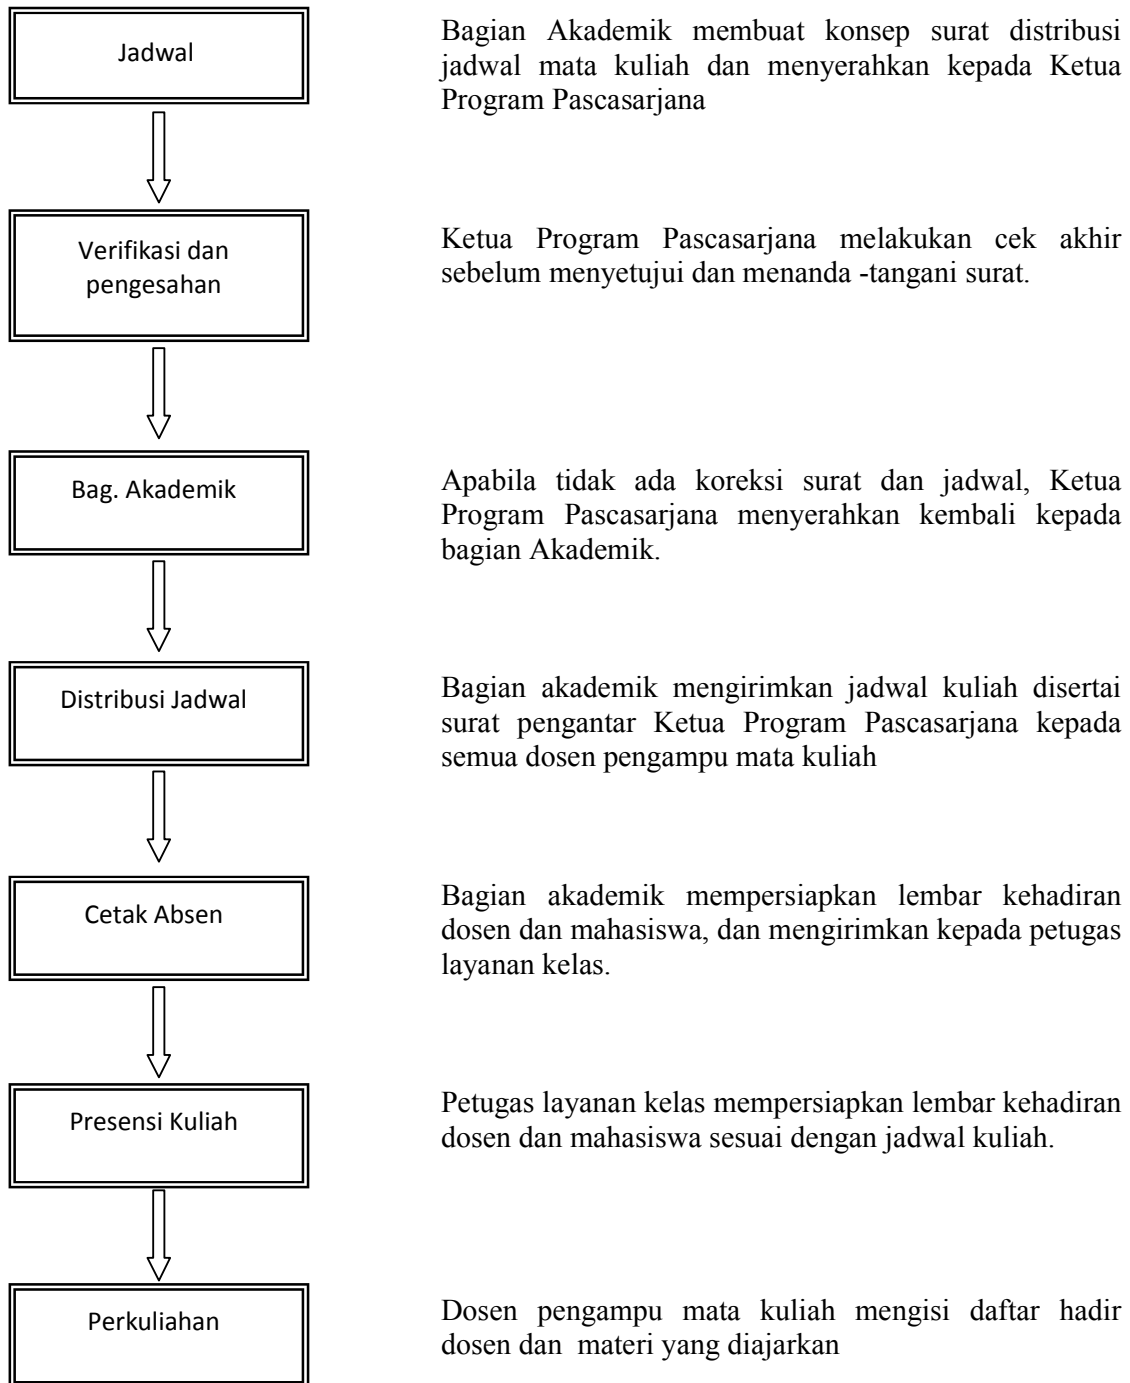 Jadwal
Bagian Akademik membuat konsep surat distribusi
jadwal mata kuliah dan menyerahkan kepada Ketua
Program Pascasarjana
Verifikasi dan
pengesahan
Ketua Program Pascasarjana melakukan cek akhir
sebelum menyetujui dan menanda -tangani surat.
Bag. Akademik
Apabila tidak ada koreksi surat dan jadwal, Ketua
Program Pascasarjana menyerahkan kembali kepada
bagian Akademik.
Distribusi Jadwal
Bagian akademik mengirimkan jadwal kuliah disertai
surat pengantar Ketua Program Pascasarjana kepada
semua dosen pengampu mata kuliah
Cetak Absen
Bagian akademik mempersiapkan lembar kehadiran
dosen dan mahasiswa, dan mengirimkan kepada petugas
layanan kelas.
Presensi Kuliah
Petugas layanan kelas mempersiapkan lembar kehadiran
dosen dan mahasiswa sesuai dengan jadwal kuliah.
Perkuliahan
Dosen pengampu mata kuliah mengisi daftar hadir
dosen dan  materi yang diajarkan